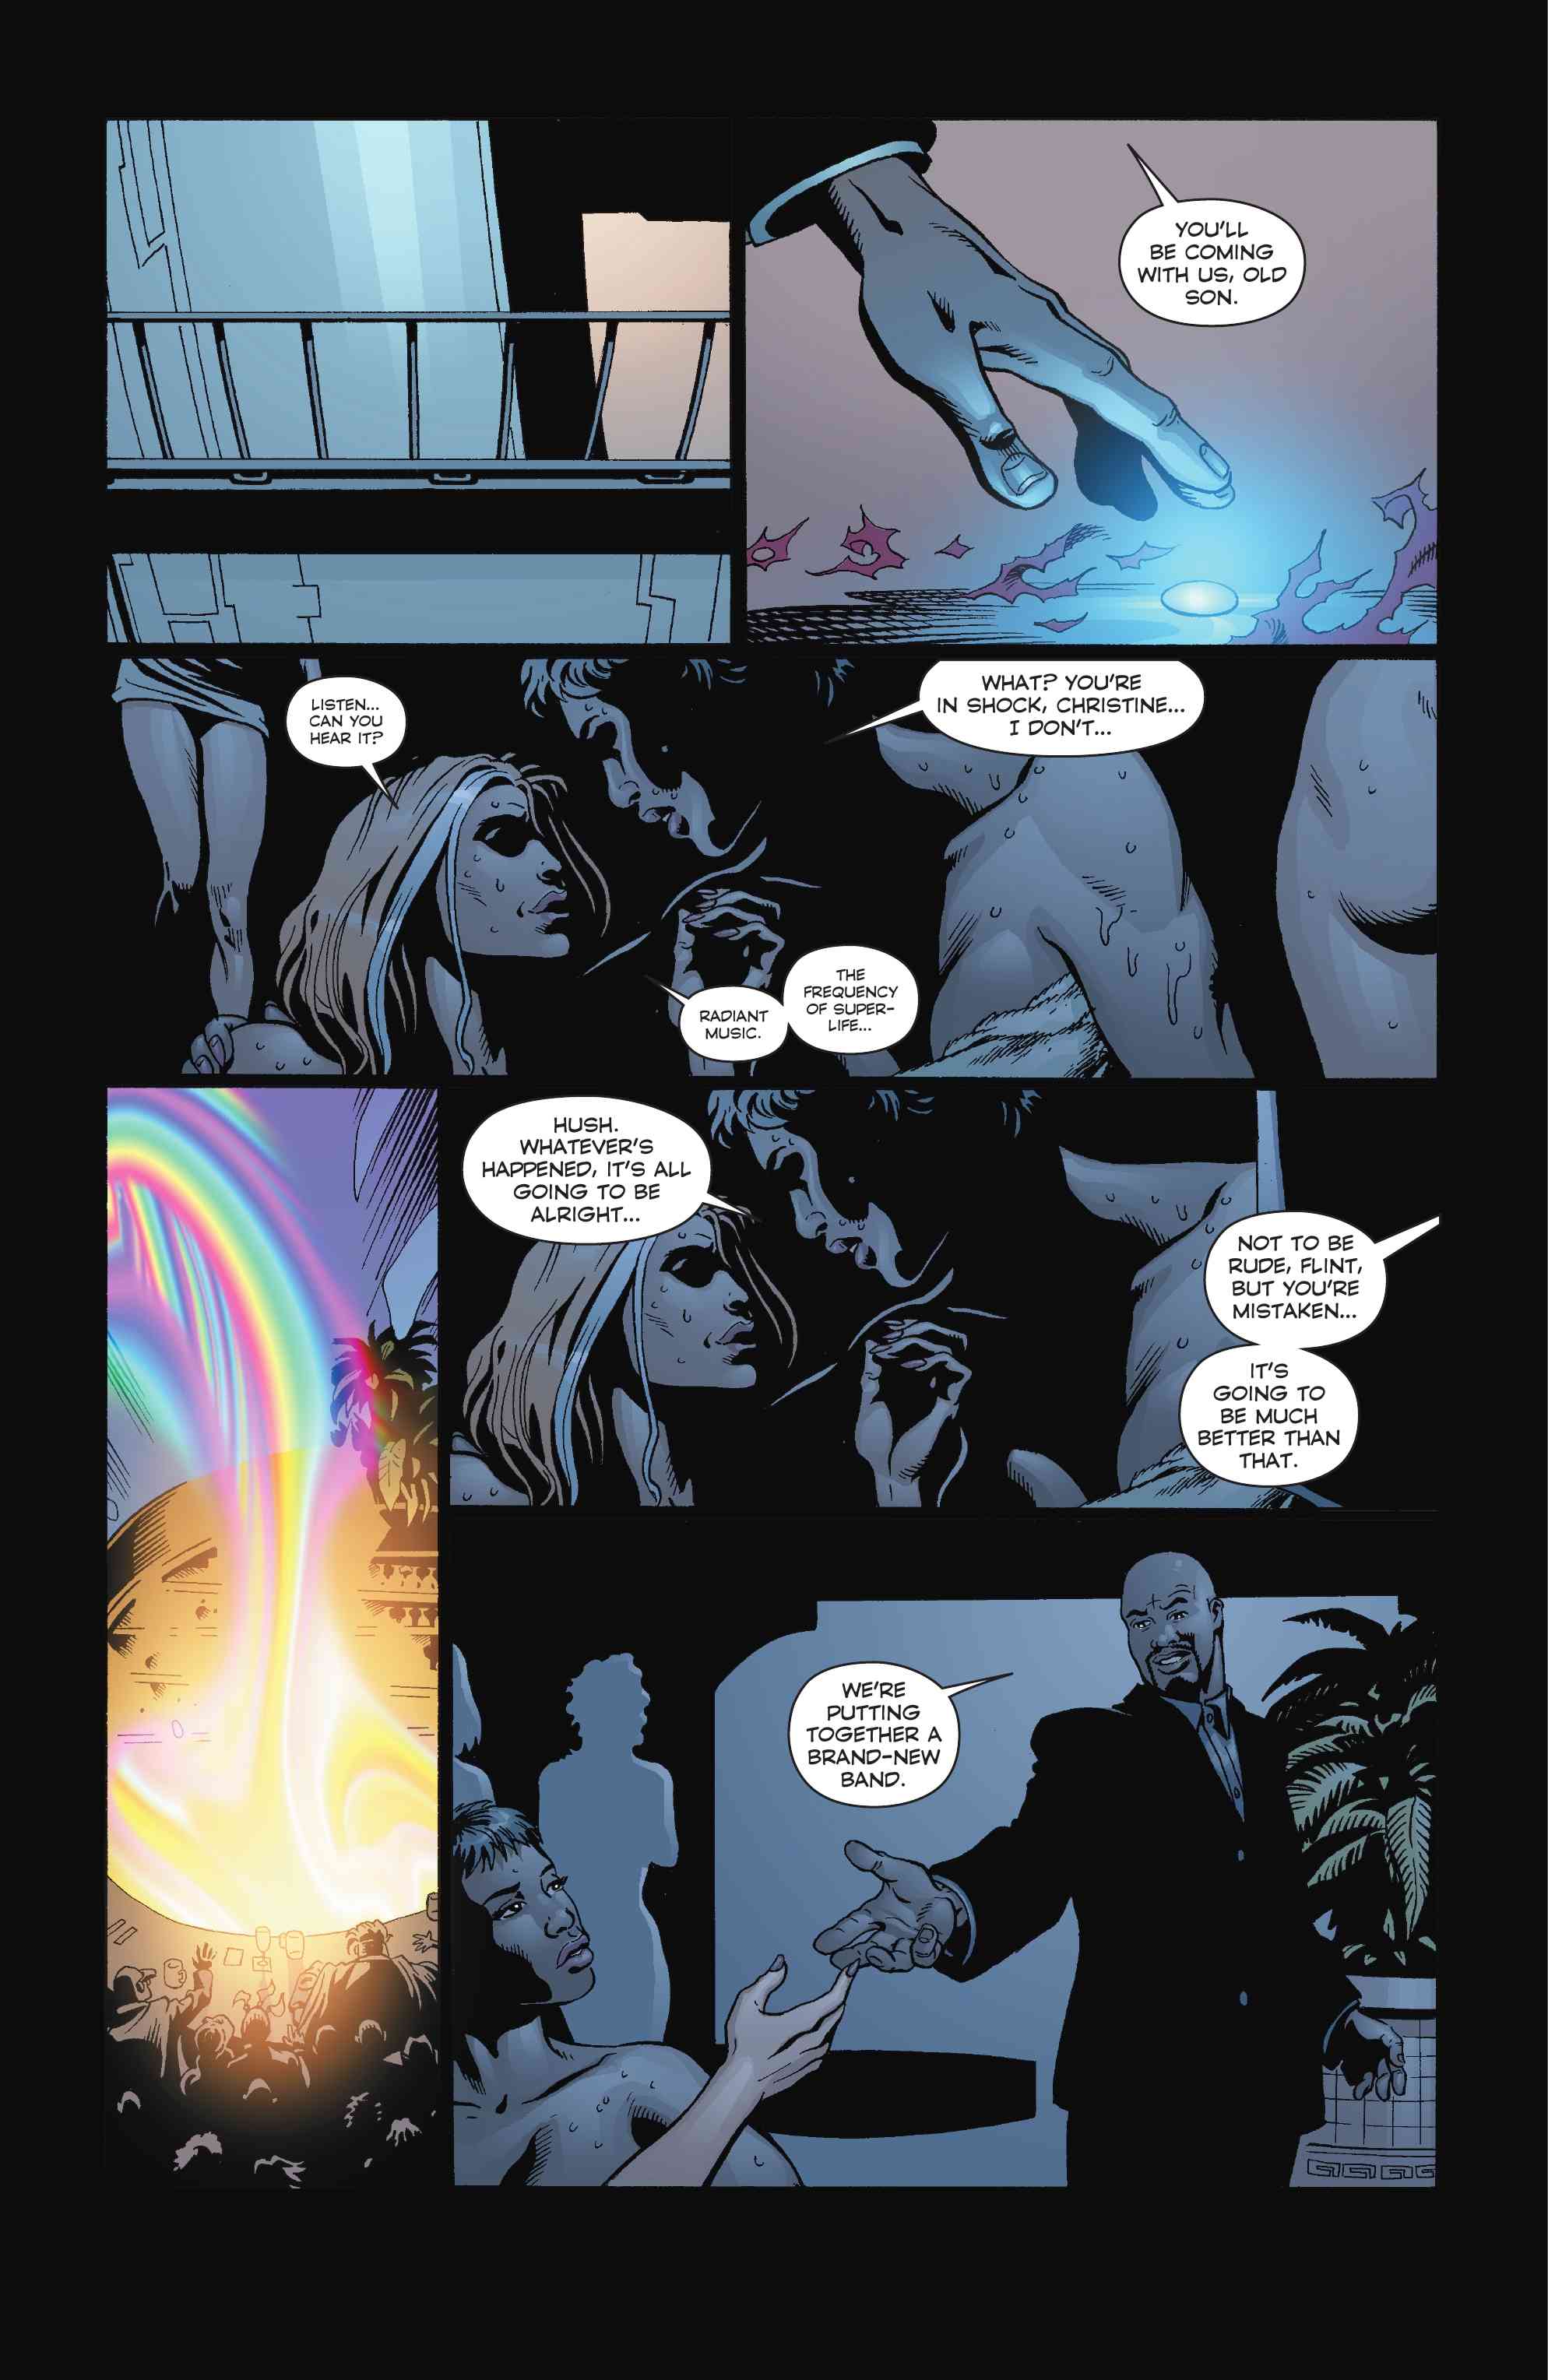 YOU'LL
BE COMING
WITH US, OLD
SON.
LISTEN...
CAN YOU
HEAR IT?
WHAT? YOU'RE
IN SHOCK, CHRISTINE...
I DON'T...
RADIANT
MUSIC.
THE
FREQUENCY
OF SUPER-
LIFE...
HUSH.
WHATEVER'S
HAPPENED, IT'S ALL
GOING TO BE
ALRIGHT...
NOT TO BE
RUDE, FLINT,
BUT YOU'RE
MISTAKEN...
IT'S
GOING TO
BE MUCH
BETTER THAN
THAT.
WE'RE
PUTTING
TOGETHER A
BRAND-NEW
BAND.